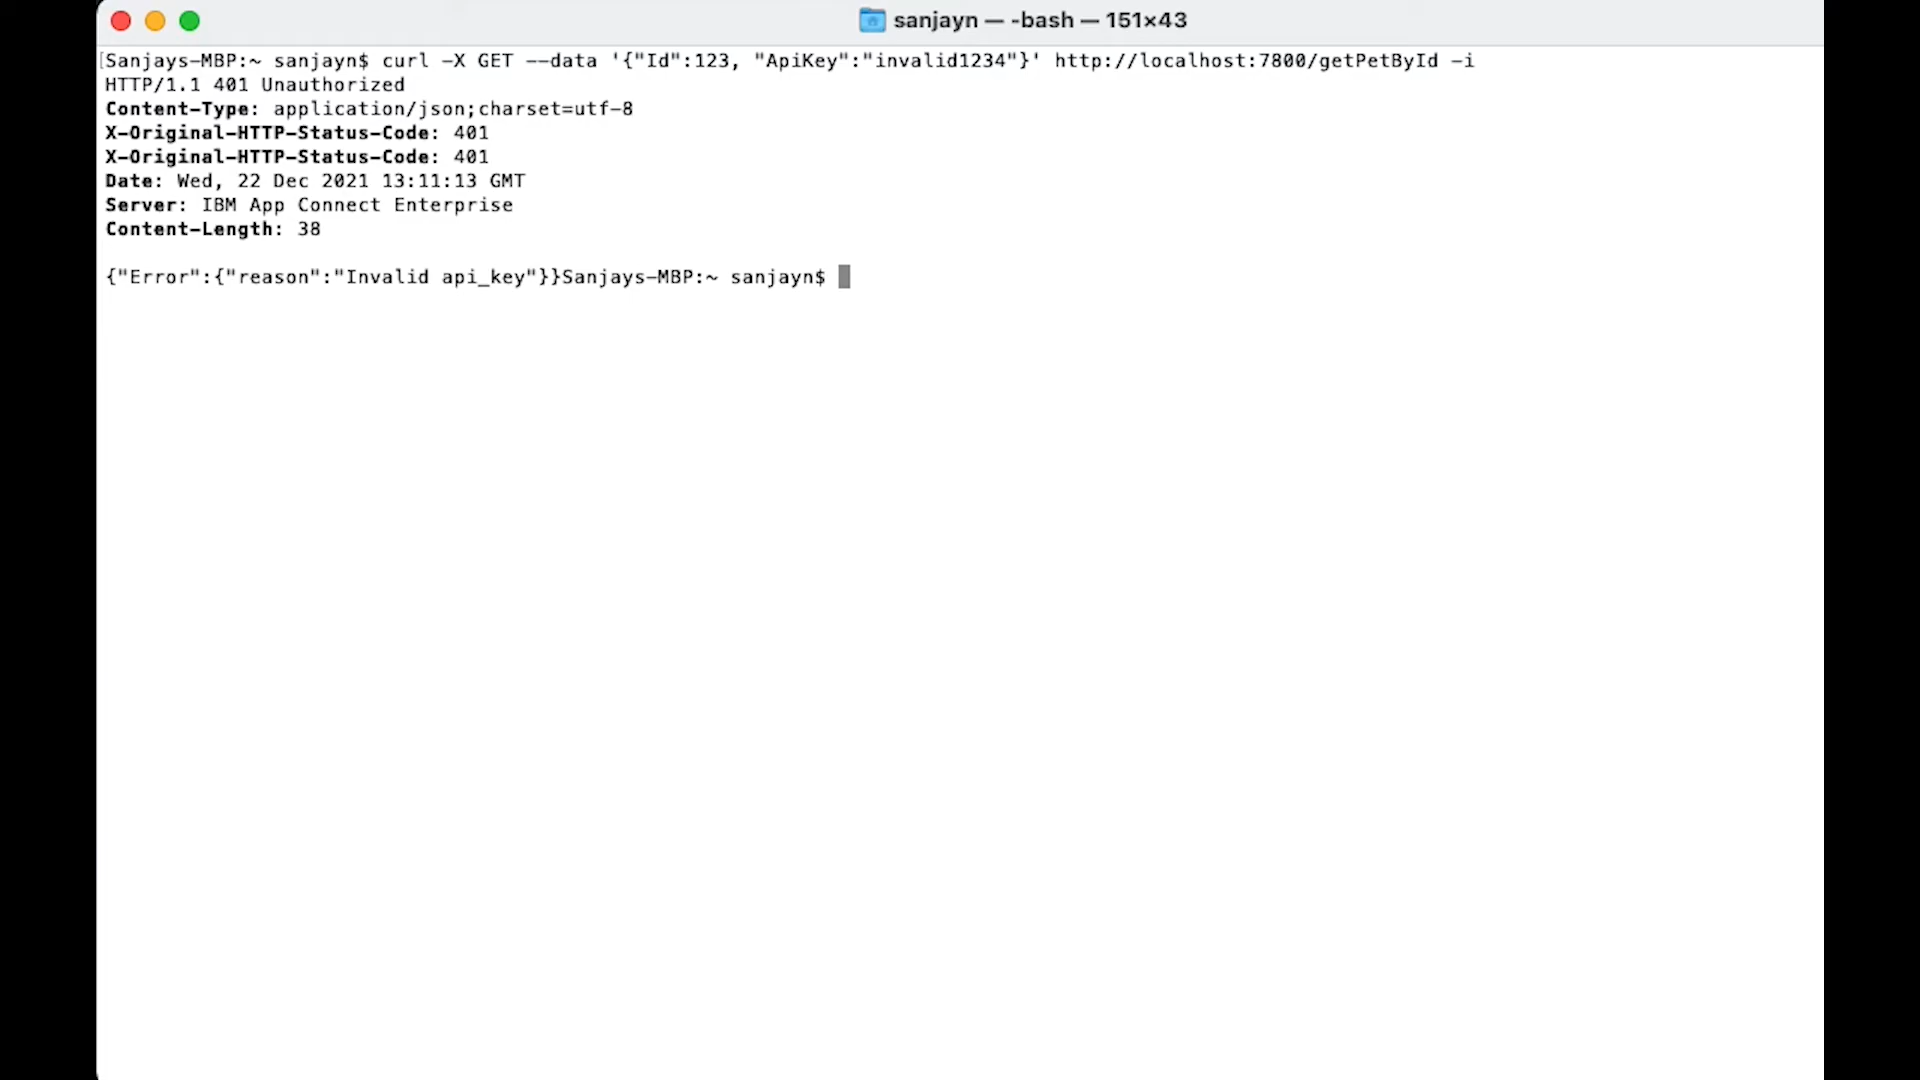 sanjayn — -bash — 151×43
[Sanjays-MBP:~ sanjayn$ curl -X GET --data '{"Id":123, "ApiKey":"invalid1234"}' http://localhost:7800/getPetById -i
HTTP/1.1 401 Unauthorized
Content-Type: application/json;charset=utf-8
X-Original-HTTP-Status-Code: 401
X-Original-HTTP-Status-Code: 401
Date: Wed, 22 Dec 2021 13:11:13 GMT
Server: IBM App Connect Enterprise
Content-Length: 38
{"Error":{"reason":"Invalid api_key"}}Sanjays-MBP:~ sanjayn$